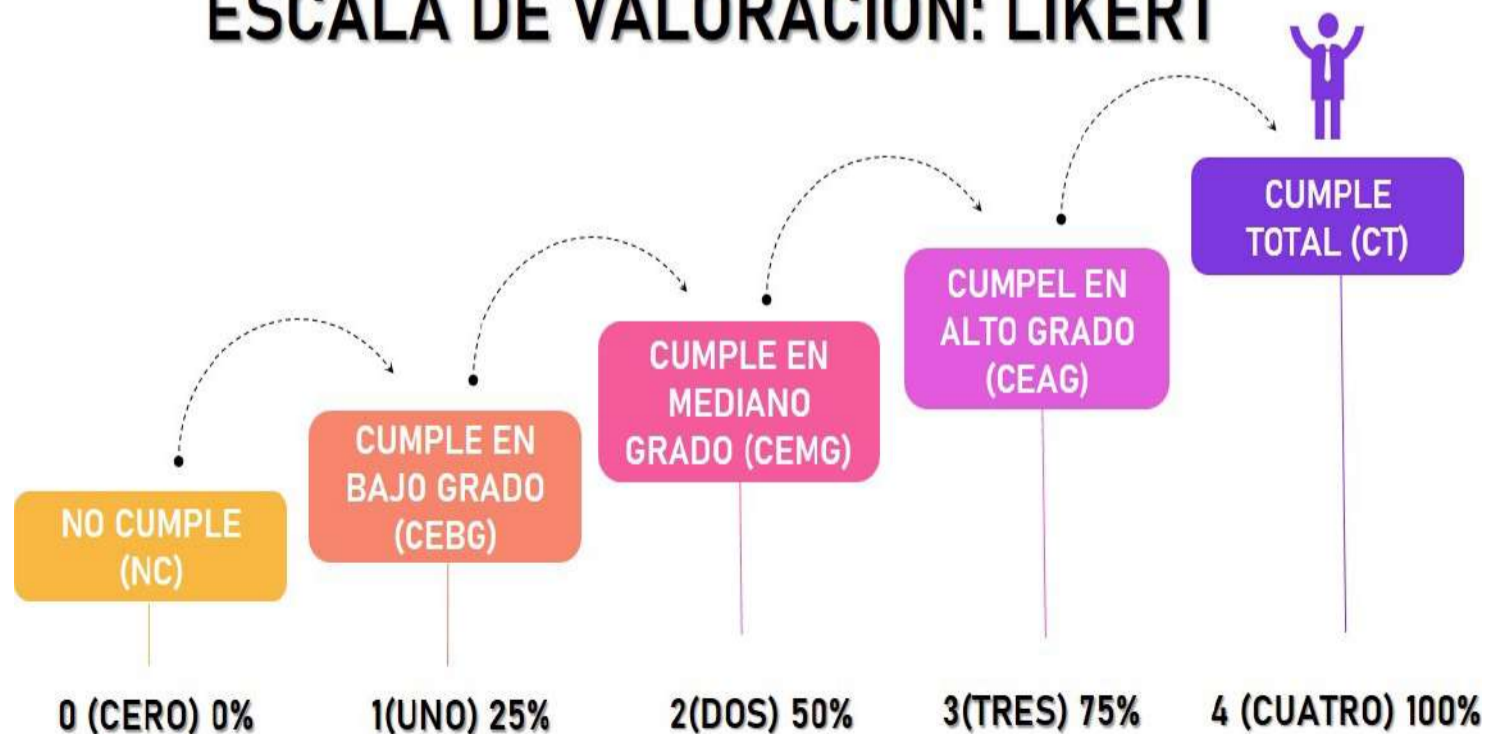 ESCALA DE VALORACIÓN: LIKERT
CUMPLE
TOTAL (CT)
CUMPEL EN
ALTO GRADO
(CEAG)
CUMPLE EN
MEDIANO
GRADO (CEMG)
CUMPLE EN
BAJO GRADO
(CEBG)
NO CUMPLE
(NC)
0 (CERO) 0%
1(UNO) 25%
2(DOS) 50%
3(TRES) 75%
4 (CUATRO) 100%